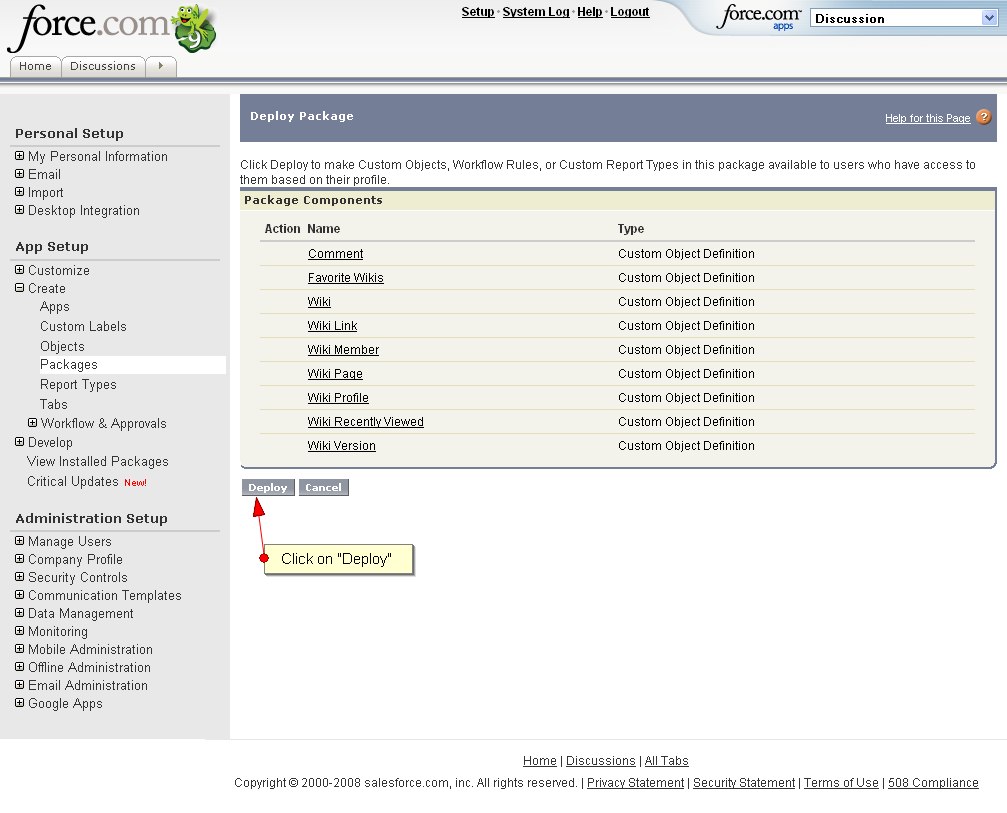 force.com 9
Setup · System Log · Help · Logout
force.com apps
Discussion
Home Discussions
Personal Setup
My Personal Information
Email
Import
Desktop Integration
App Setup
Customize
Create
Apps
Custom Labels
Objects
Packages
Report Types
Tabs
Workflow & Approvals
Develop
View Installed Packages
Critical Updates New!
Administration Setup
Manage Users
Company Profile
Security Controls
Communication Templates
Data Management
Monitoring
Mobile Administration
Offline Administration
Email Administration
Google Apps
Deploy Package
Help for this Page ?
Click Deploy to make Custom Objects, Workflow Rules, or Custom Report Types in this package available to users who have access to
them based on their profile.
Package Components
Action Name Type
Comment Custom Object Definition
Favorite Wikis Custom Object Definition
Wiki Custom Object Definition
Wiki Link Custom Object Definition
Wiki Member Custom Object Definition
Wiki Page Custom Object Definition
Wiki Profile Custom Object Definition
Wiki Recently Viewed Custom Object Definition
Wiki Version Custom Object Definition
Deploy Cancel
Click on "Deploy"
Home | Discussions | All Tabs
Copyright © 2000-2008 salesforce.com, inc. All rights reserved. | Privacy Statement | Security Statement | Terms of Use | 508 Compliance